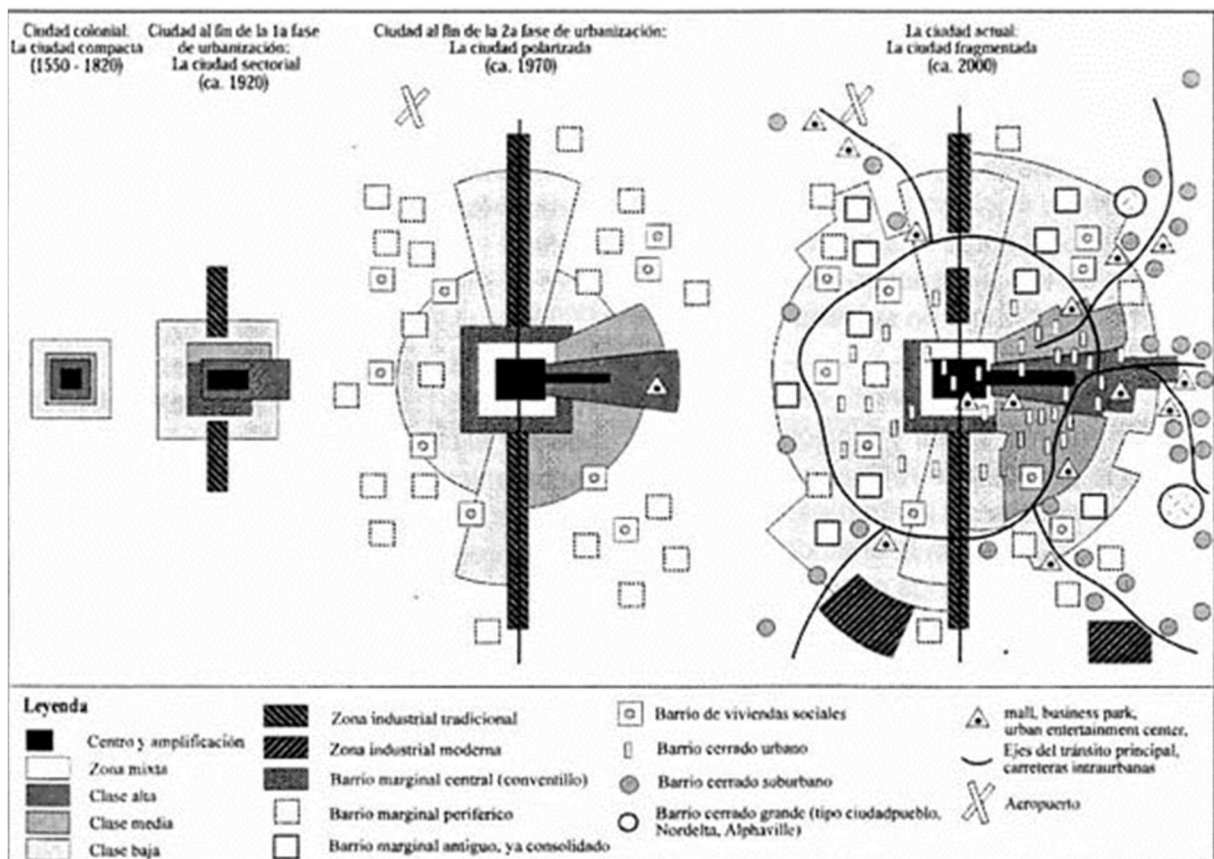 Ciudad colonial:
La ciudad compacta
(1550 - 1820)
Ciudad al fin de la 1a fase
de urbanización:
La ciudad sectorial
(ca. 1920)
Ciudad al fin de la 2a fase de urbanización:
La ciudad polarizada
(ca. 1970)
La ciudad actual:
La ciudad fragmentada
(ca. 2000)
Leyenda
Centro y amplificación
Zona mixta
Clase alta
Clase media
Clase baja
Zona industrial tradicional
Zona industrial moderna
Barrio marginal central (conventillo)
Barrio marginal periférico
Barrio marginal antiguo, ya consolidado
Barrio de viviendas sociales
Barrio cerrado urbano
Barrio cerrado suburbano
Barrio cerrado grande (tipo ciudadpueblo,
Nordelta, Alphaville)
mall, business park,
urban entertainment center,
Ejes del tránsito principal,
carreteras intraurbanas
Aeropuerto